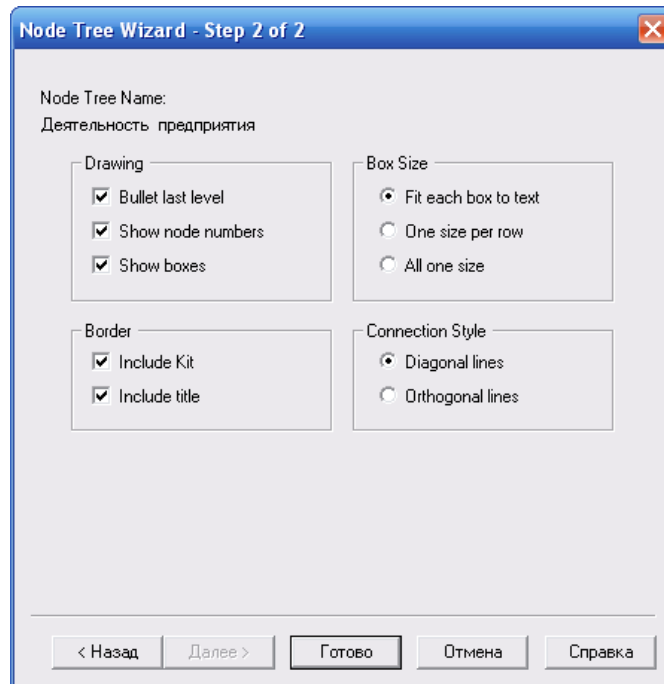 Node Tree Wizard - Step 2 of 2
Node Tree Name:
Деятельность предприятия
Drawing
Bullet last level
Show node numbers
Show boxes
Box Size
Fit each box to text
One size per row
All one size
Border
Include Kit
Include title
Connection Style
Diagonal lines
Orthogonal lines
< Назад
Далее >
Готово
Отмена
Справка